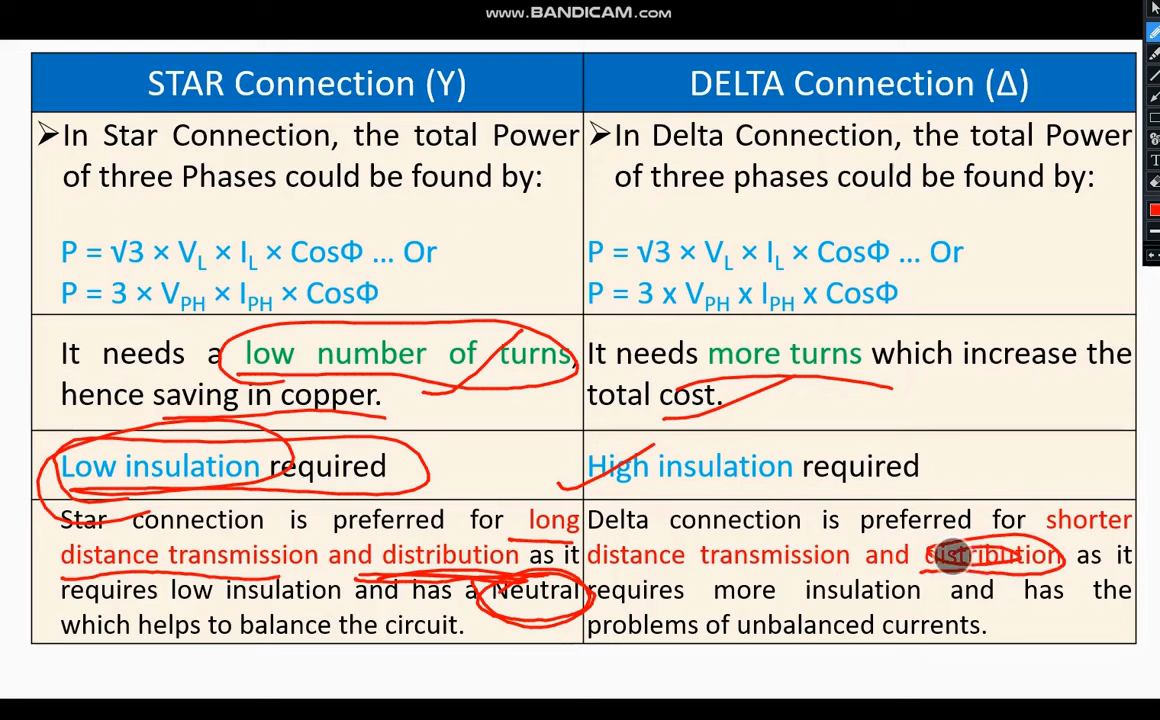 www.BANDICAM.com
STAR Connection (Y)
DELTA Connection (Δ)
➢In Star Connection, the total Power
of three Phases could be found by:
P = √3 × VL × IL × CosΦ ... Or
P = 3 × VPH × IPH × CosΦ
➢In Delta Connection, the total Power
of three phases could be found by:
P = √3 × VL × IL × CosΦ ... Or
P = 3 x VPH x IPH x CosΦ
It needs a low number of turns,
hence saving in copper.
It needs more turns which increase the
total cost.
Low insulation required
High insulation required
Star connection is preferred for long
distance transmission and distribution as it
requires low insulation and has a Neutral
which helps to balance the circuit.
Delta connection is preferred for shorter
distance transmission and distribution as it
requires more insulation and has the
problems of unbalanced currents.